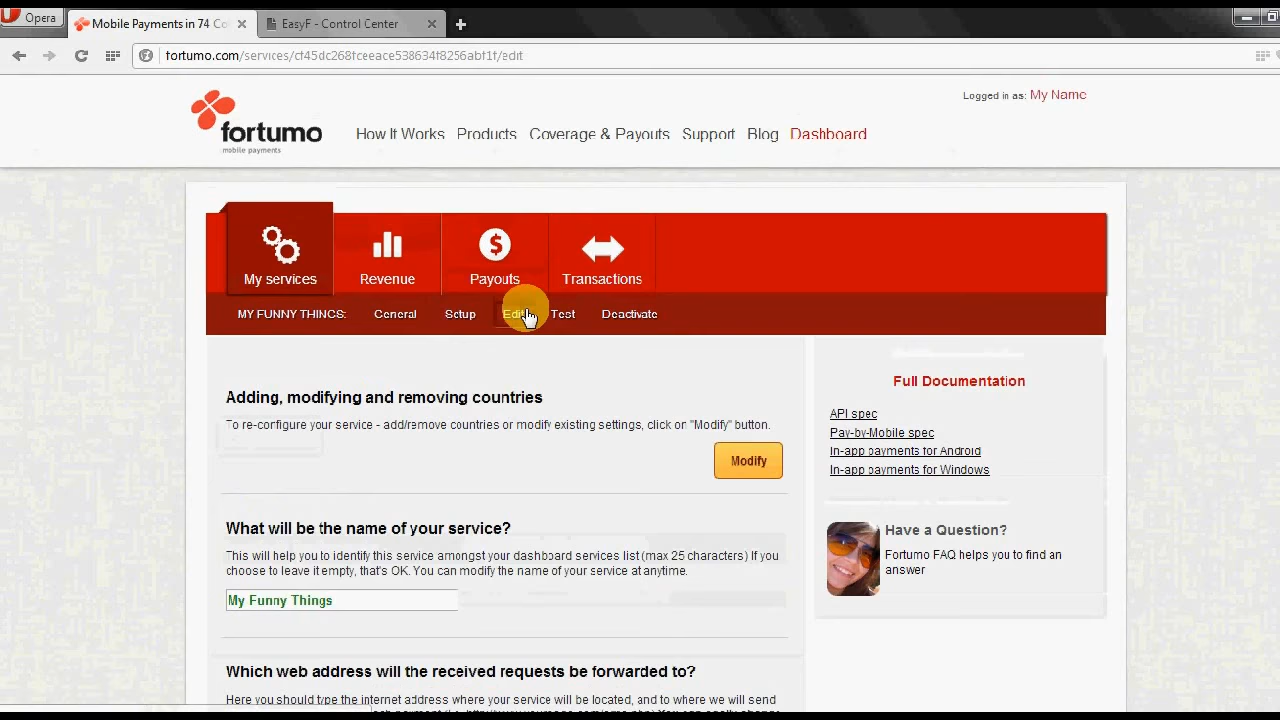 Opera
Mobile Payments in 74 Co
EasyF - Control Center
fortumo.com/services/cf45dc268fceeace538634f8256abf1f/edit
Logged in as: My Name
fortumo
mobile payments
How It Works Products Coverage & Payouts Support Blog Dashboard
My services Revenue Payouts Transactions
MY FUNNY THINGS: General Setup Edit Test Deactivate
Adding, modifying and removing countries
To re-configure your service - add/remove countries or modify existing settings, click on "Modify" button.
Modify
What will be the name of your service?
This will help you to identify this service amongst your dashboard services list (max 25 characters) If you
choose to leave it empty, that's OK. You can modify the name of your service at anytime.
My Funny Things
Which web address will the received requests be forwarded to?
Here you should type the internet address where your service will be located, and to where we will send
Full Documentation
API spec
Pay-by-Mobile spec
In-app payments for Android
In-app payments for Windows
Have a Question?
Fortumo FAQ helps you to find an
answer